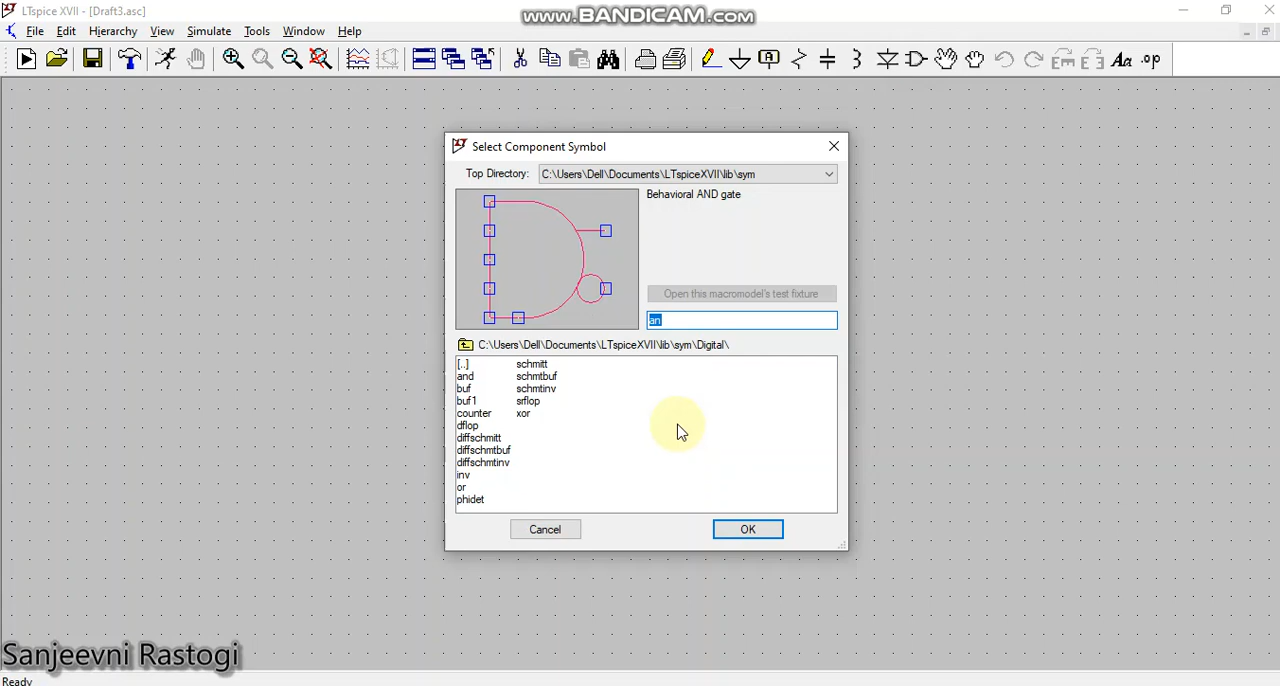 LTspice XVII - [Draft3.asc]
www.BANDICAM.com
File Edit Hierarchy View Simulate Tools Window Help
A Aa .op
Select Component Symbol
Top Directory: C:\Users\Dell\Documents\LTspiceXVII\lib\sym
Behavioral AND gate
Open this macromodel's test fixture
an
C:\Users\Dell\Documents\LTspiceXVII\lib\sym\Digital\
[..] schmitt
and schmtbuf
buf schmtinv
buf1 srflop
counter xor
dflop
diffschmitt
diffschmtbuf
diffschmtinv
inv
or
phidet
Cancel OK
Sanjeevni Rastogi
Ready